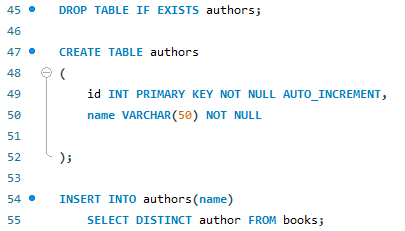 45 DROP TABLE IF EXISTS authors;
46
47 CREATE TABLE authors
48 (
49 id INT PRIMARY KEY NOT NULL AUTO_INCREMENT,
50 name VARCHAR(50) NOT NULL
51
52 );
53
54 INSERT INTO authors(name)
55 SELECT DISTINCT author FROM books;